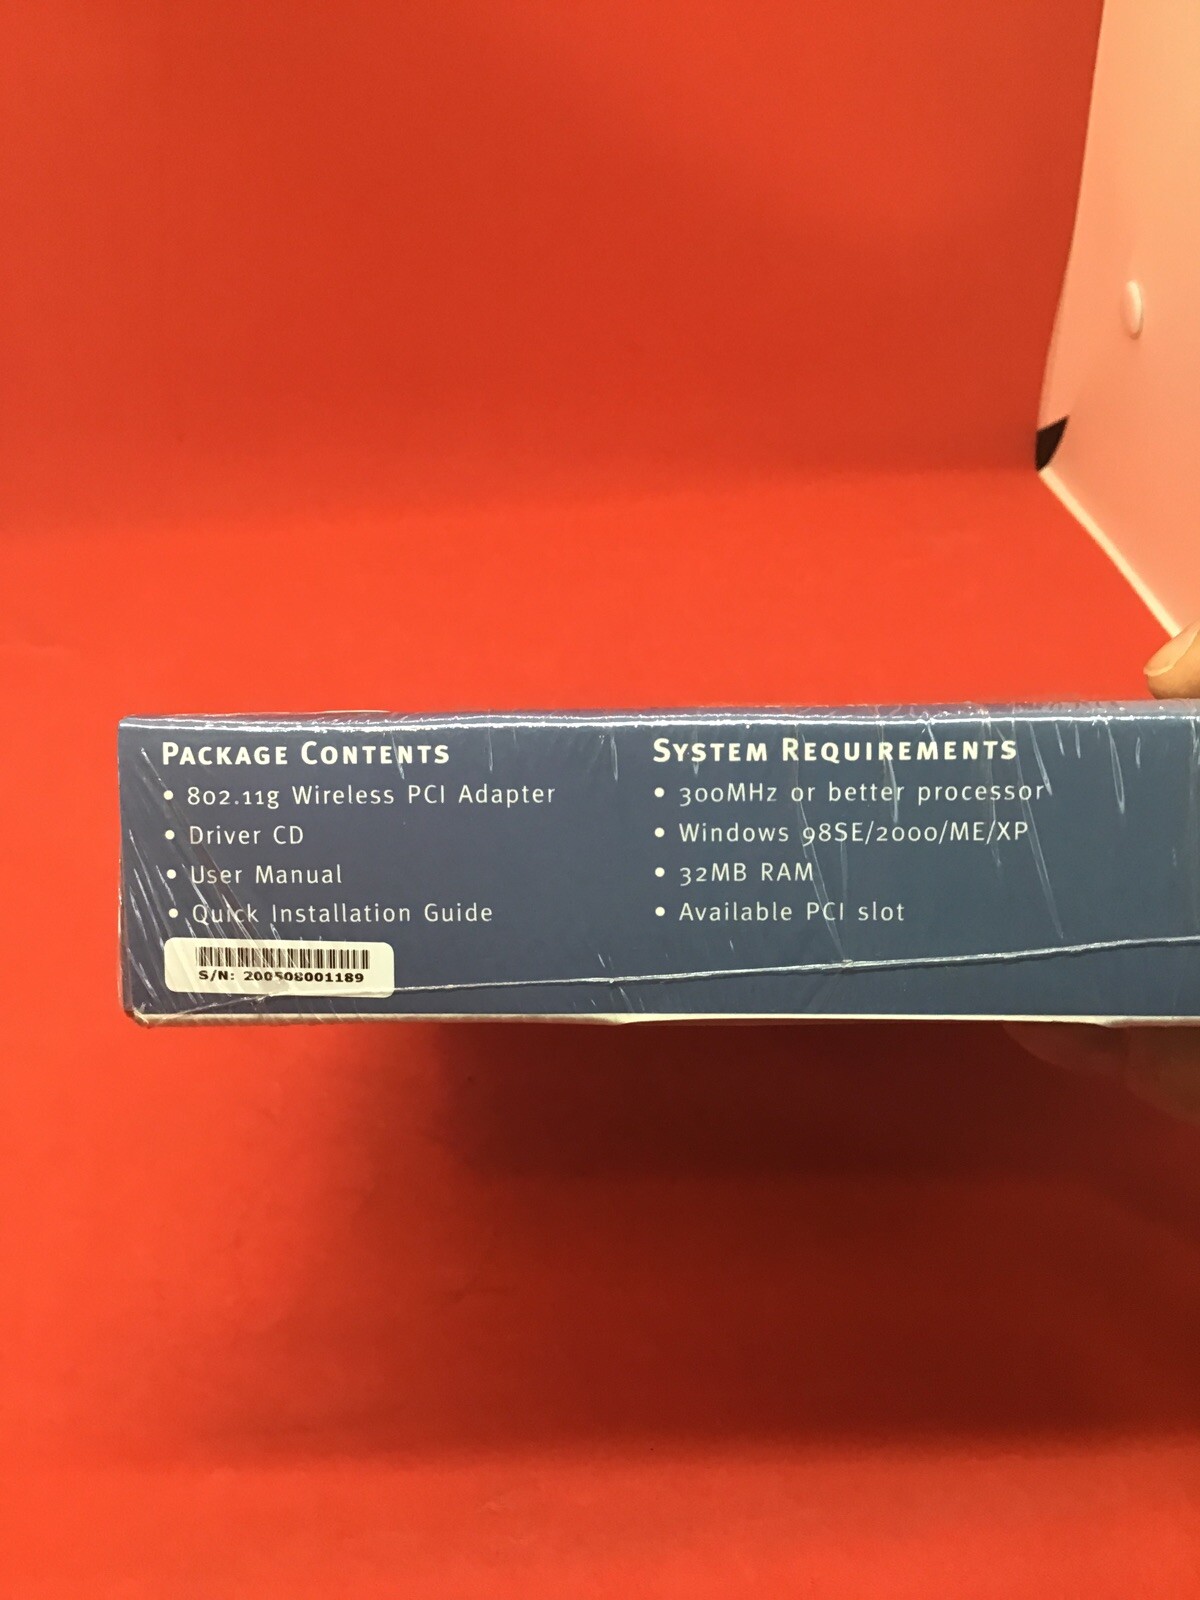 PACKAGE CONTENTS
• 802.11g Wireless PCI Adapter
• Driver CD
• User Manual
• Quick Installation Guide
S/N: 200508001189
SYSTEM REQUIREMENTS
• 300MHz or better processor
• Windows 98SE/2000/ME/XP
• 32MB RAM
• Available PCI slot